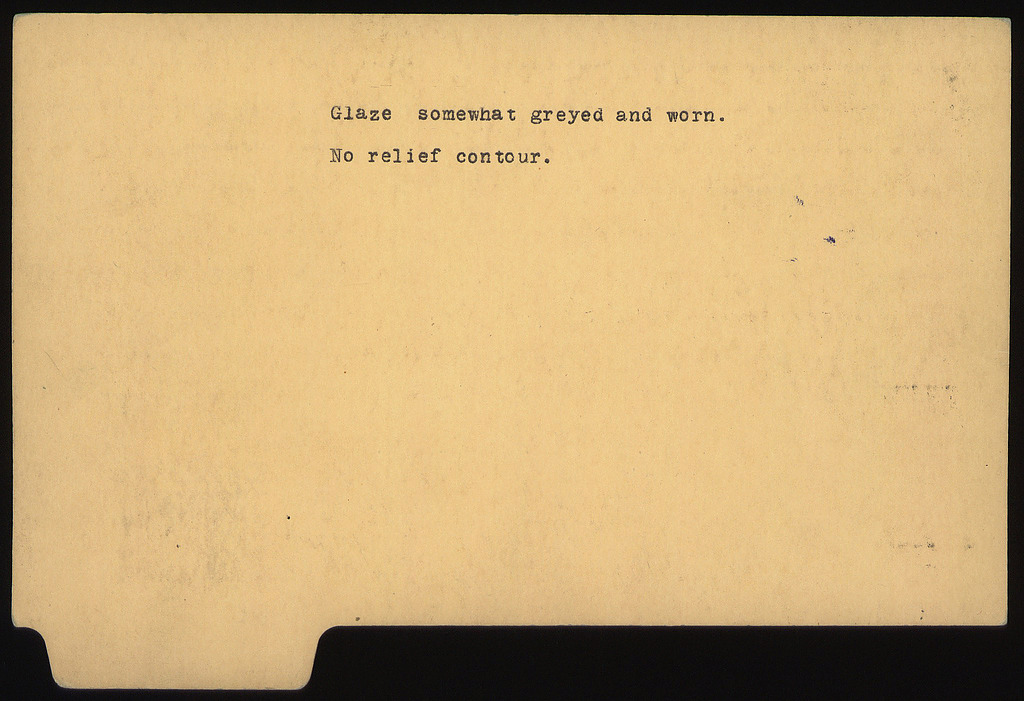 Glaze somewhat greyed and worn.
No relief contour.